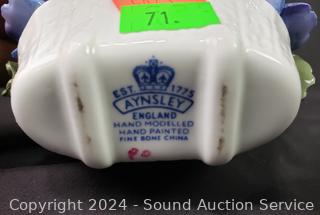 71.
EST 1775
AYNSLEY
ENGLAND
HAND MODELLED
HAND PAINTED
FINE BONE CHINA
Copyright 2024 - Sound Auction Service